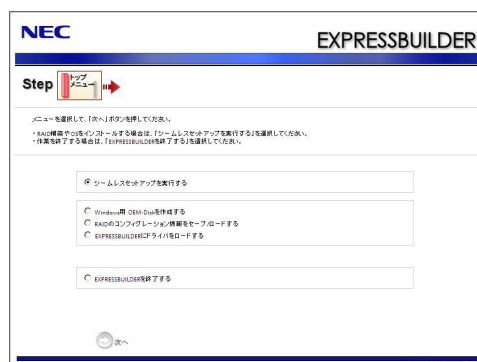 NEC
EXPRESSBUILDER
Step
トップ
メニュー
メニューを選択して、「次へ」ボタンを押してください。
・RAID構築やOSをインストールする場合は、「シームレスセットアップを実行する」を選択してください。
・作業を終了する場合は、「EXPRESSBUILDERを終了する」を選択してください。
シームレスセットアップを実行する
Windows用 OEM-Diskを作成する
RAIDのコンフィグレーション情報をセーブ/ロードする
EXPRESSBUILDERにドライバをロードする
EXPRESSBUILDERを終了する
次へ